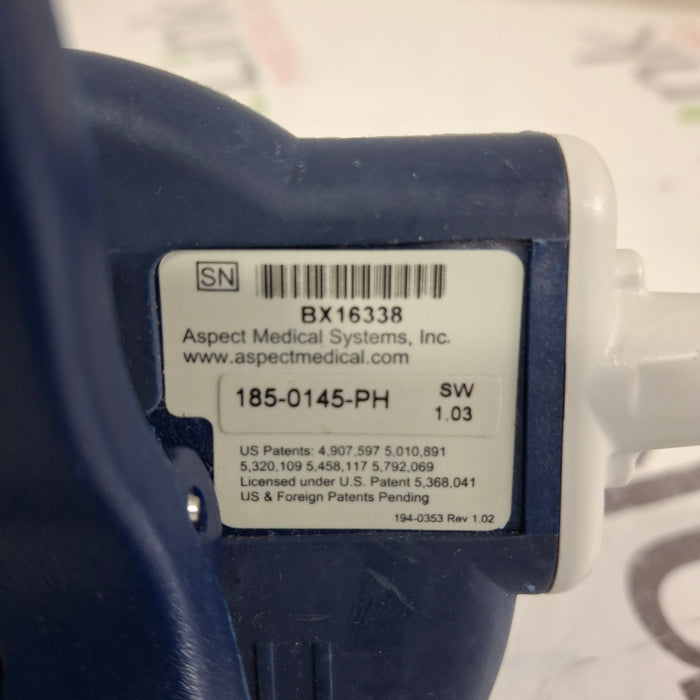 SN
BX16338
Aspect Medical Systems, Inc.
www.aspectmedical.com
185-0145-PH
SW
1.03
US Patents: 4,907,597 5,010,891
5,320,109 5,458,117 5,792,069
Licensed under U.S. Patent 5,368,041
US & Foreign Patents Pending
194-0353 Rev 1.02